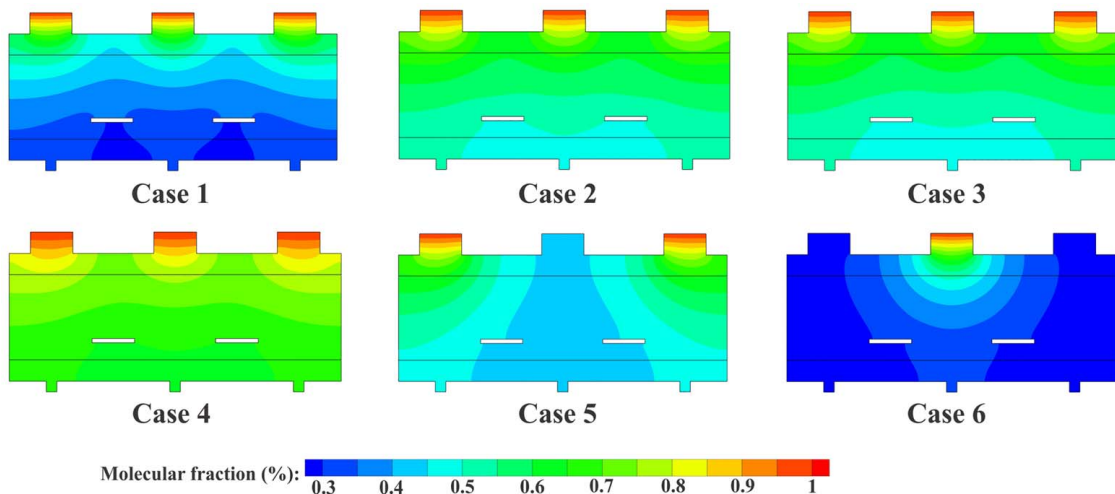 Case 1
Case 2
Case 3
Case 4
Case 5
Case 6
Molecular fraction (%):
0.3 0.4 0.5 0.6 0.7 0.8 0.9 1